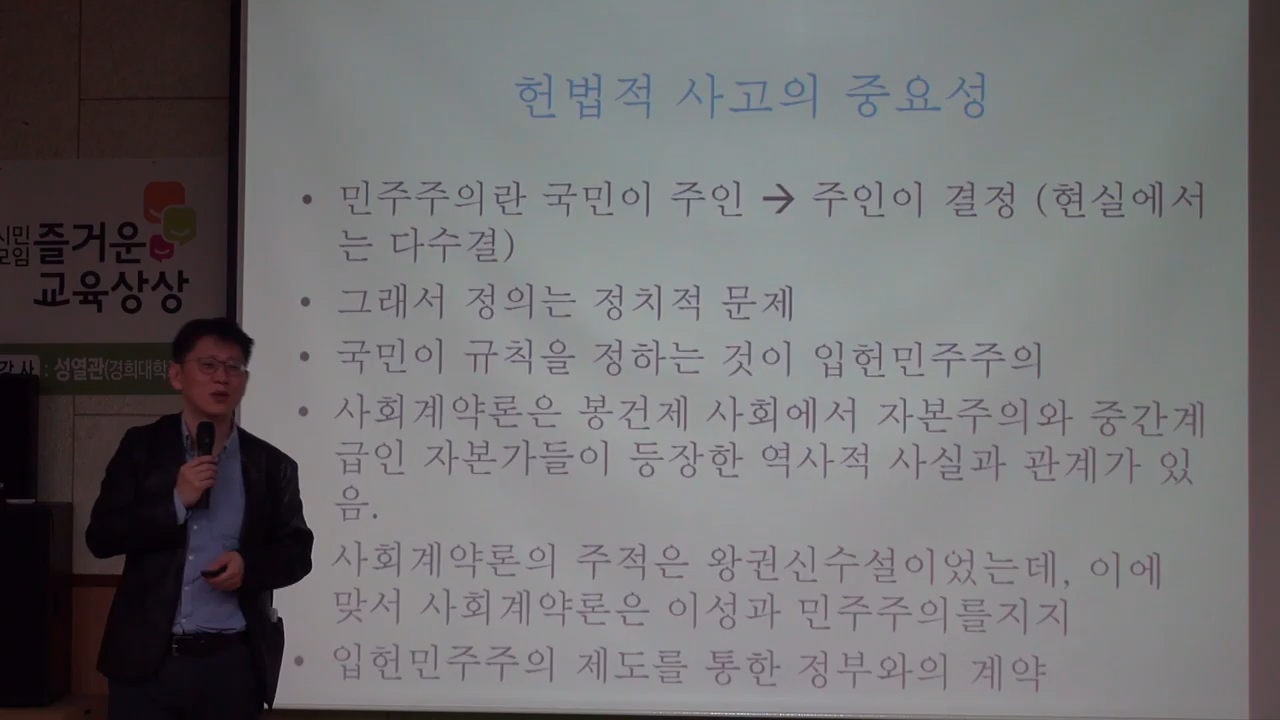 헌법적 사고의 중요성
• 민주주의란 국민이 주인 → 주인이 결정 (현실에서
는 다수결)
• 그래서 정의는 정치적 문제
• 국민이 규칙을 정하는 것이 입헌민주주의
• 사회계약론은 봉건제 사회에서 자본주의와 중간계
급인 자본가들이 등장한 역사적 사실과 관계가 있
음.
사회계약론의 주적은 왕권신수설이었는데, 이에
맞서 사회계약론은 이성과 민주주의를지지
• 입헌민주주의 제도를 통한 정부와의 계약
시민
모임 즐거운
교육상상
강사 : 성열관(경희대학